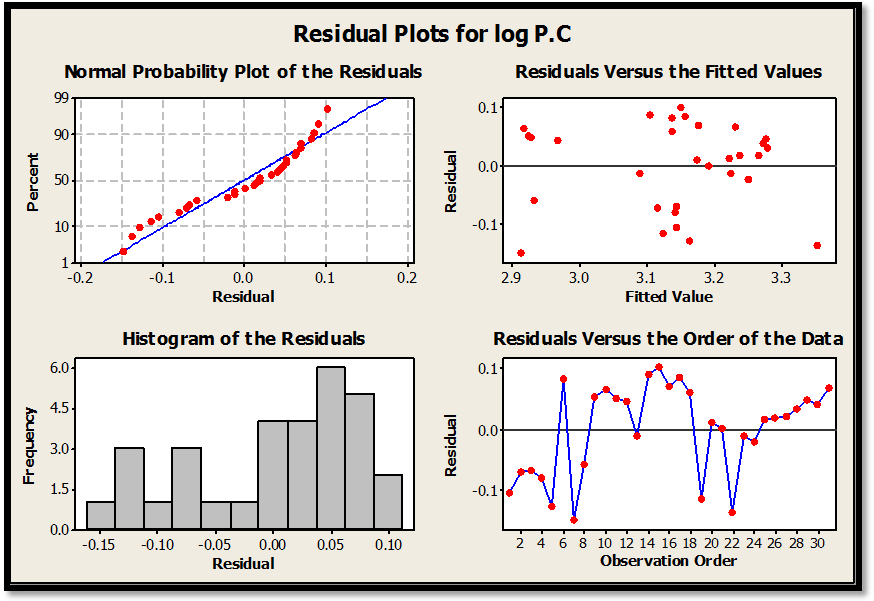 Residual Plots for log P.C
Normal Probability Plot of the Residuals
99
90
50
10
1
Percent
-0.2 -0.1 0.0 0.1 0.2
Residual
Residuals Versus the Fitted Values
0.1
0.0
-0.1
Residual
2.9 3.0 3.1 3.2 3.3
Fitted Value
Histogram of the Residuals
6.0
4.5
3.0
1.5
0.0
Frequency
-0.15 -0.10 -0.05 0.00 0.05 0.10
Residual
Residuals Versus the Order of the Data
0.1
0.0
-0.1
Residual
2 4 6 8 10 12 14 16 18 20 22 24 26 28 30
Observation Order